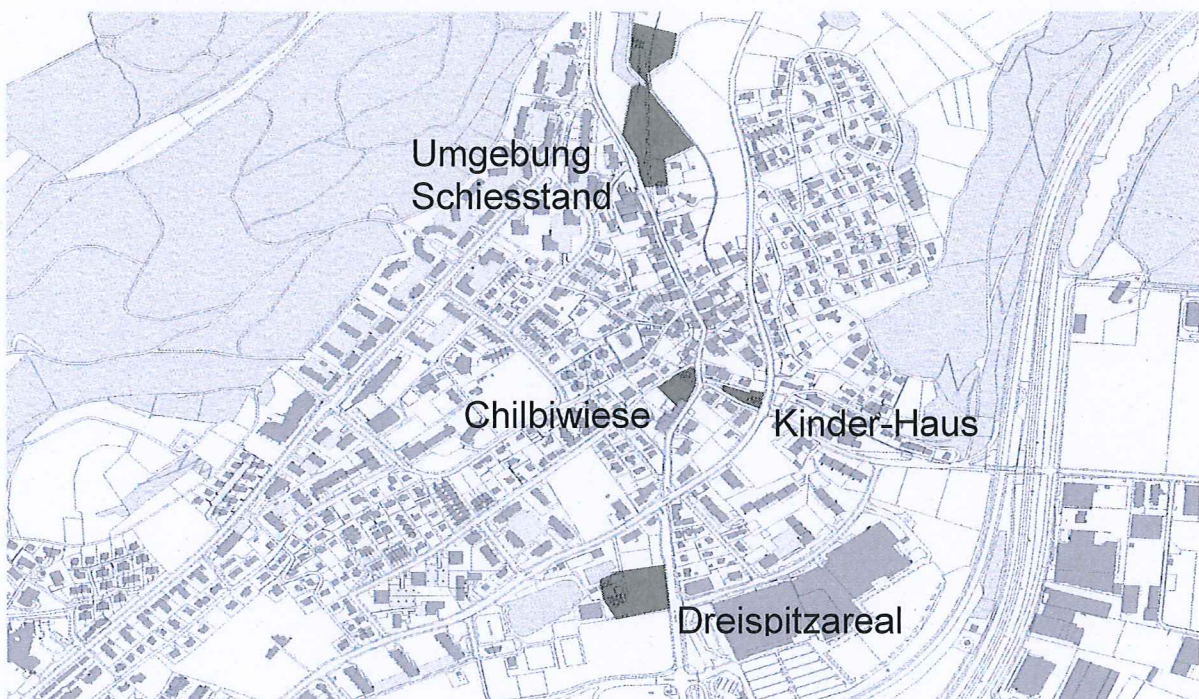 Umgebung
Schiesstand
Chilbiwiese
Kinder-Haus
Dreispitzareal